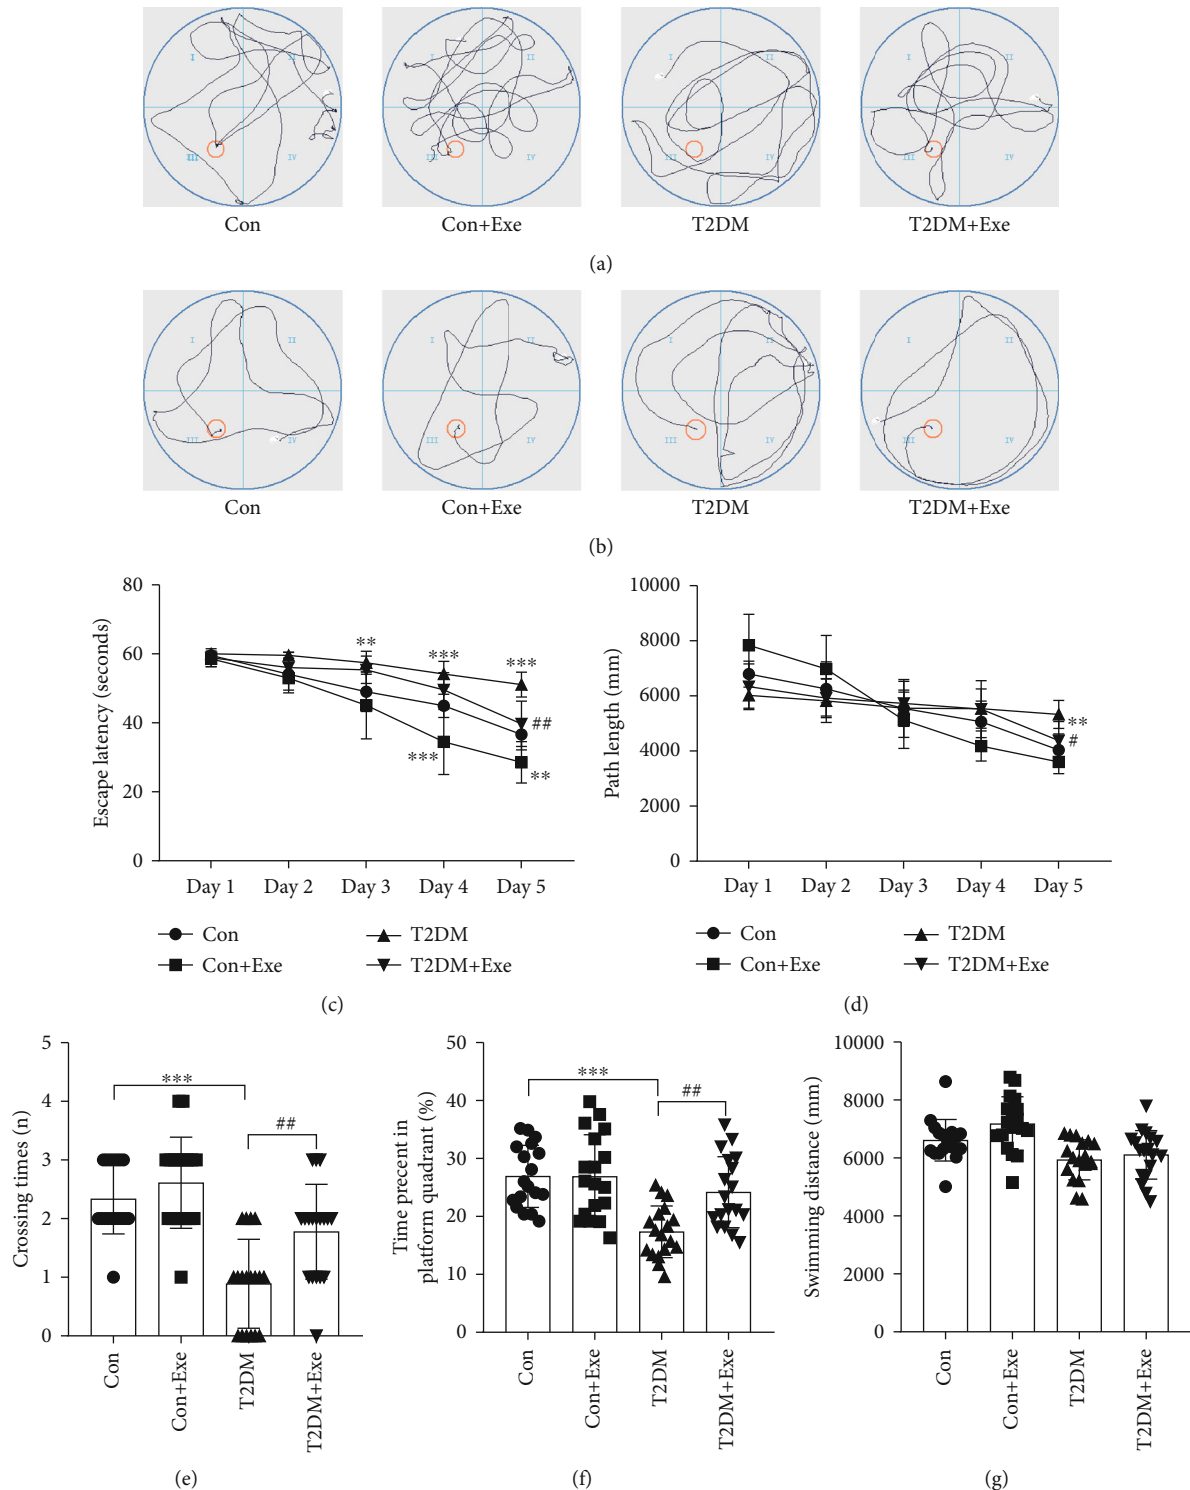 I II III IV
I II III IV
I II III IV
I II III IV
Con Con+Exe T2DM T2DM+Exe
(a)
I II III IV
I II III IV
I II III IV
I II III IV
Con Con+Exe T2DM T2DM+Exe
(b)
Escape latency (seconds)
80
60
40
20
0
** *** *** ## *** **
Day 1 Day 2 Day 3 Day 4 Day 5
Con T2DM
Con+Exe T2DM+Exe
(c)
Path length (mm)
10000
8000
6000
4000
2000
0
** #
Day 1 Day 2 Day 3 Day 4 Day 5
Con T2DM
Con+Exe T2DM+Exe
(d)
Crossing times (n)
5
4
3
2
1
0
*** ##
Con Con+Exe T2DM T2DM+Exe
(e)
Time precent in
platform quadrant (%)
50
40
30
20
10
0
*** ##
Con Con+Exe T2DM T2DM+Exe
(f)
Swimming distance (mm)
10000
8000
6000
4000
2000
0
Con Con+Exe T2DM T2DM+Exe
(g)